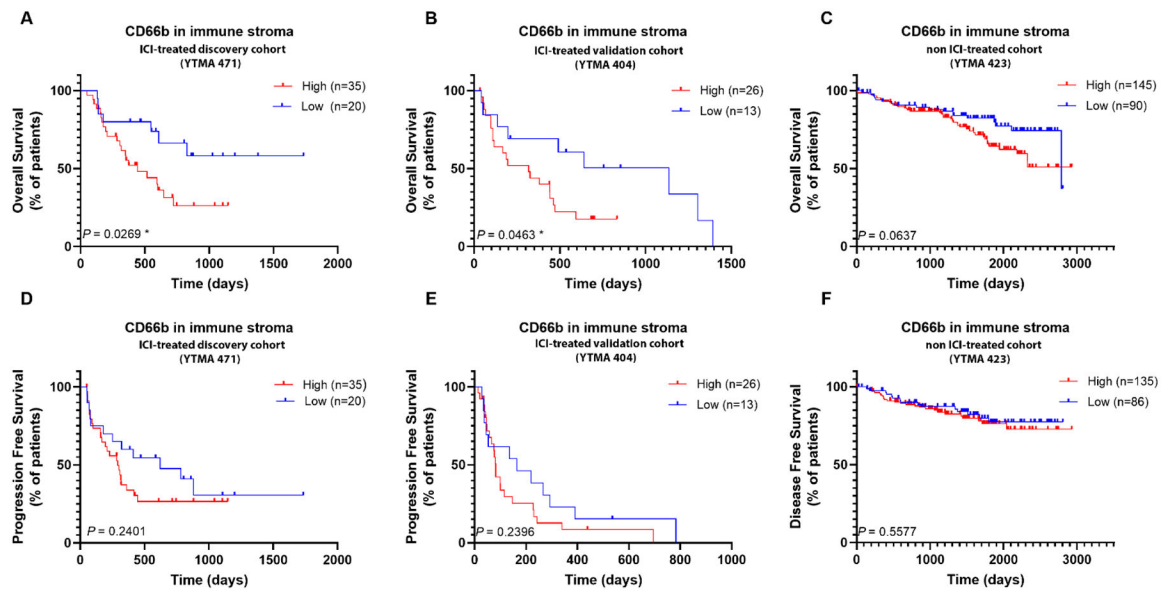 A
CD66b in immune stroma
ICI-treated discovery cohort
(YTMA 471)
High (n=35)
Low (n=20)
Overall Survival
(% of patients)
100
50
0
P = 0.0269 *
0 500 1000 1500 2000
Time (days)
B
CD66b in immune stroma
ICI-treated validation cohort
(YTMA 404)
High (n=26)
Low (n=13)
Overall Survival
(% of patients)
100
50
0
P = 0.0463 *
0 500 1000 1500
Time (days)
C
CD66b in immune stroma
non ICI-treated cohort
(YTMA 423)
High (n=145)
Low (n=90)
Overall Survival
(% of patients)
100
50
0
P = 0.0637
0 1000 2000 3000
Time (days)
D
CD66b in immune stroma
ICI-treated discovery cohort
(YTMA 471)
High (n=35)
Low (n=20)
Progression Free Survival
(% of patients)
100
50
0
P = 0.2401
0 500 1000 1500 2000
Time (days)
E
CD66b in immune stroma
ICI-treated validation cohort
(YTMA 404)
High (n=26)
Low (n=13)
Progression Free Survival
(% of patients)
100
50
0
P = 0.2396
0 200 400 600 800 1000
Time (days)
F
CD66b in immune stroma
non ICI-treated cohort
(YTMA 423)
High (n=135)
Low (n=86)
Disease Free Survival
(% of patients)
100
50
0
P = 0.5577
0 1000 2000 3000
Time (days)